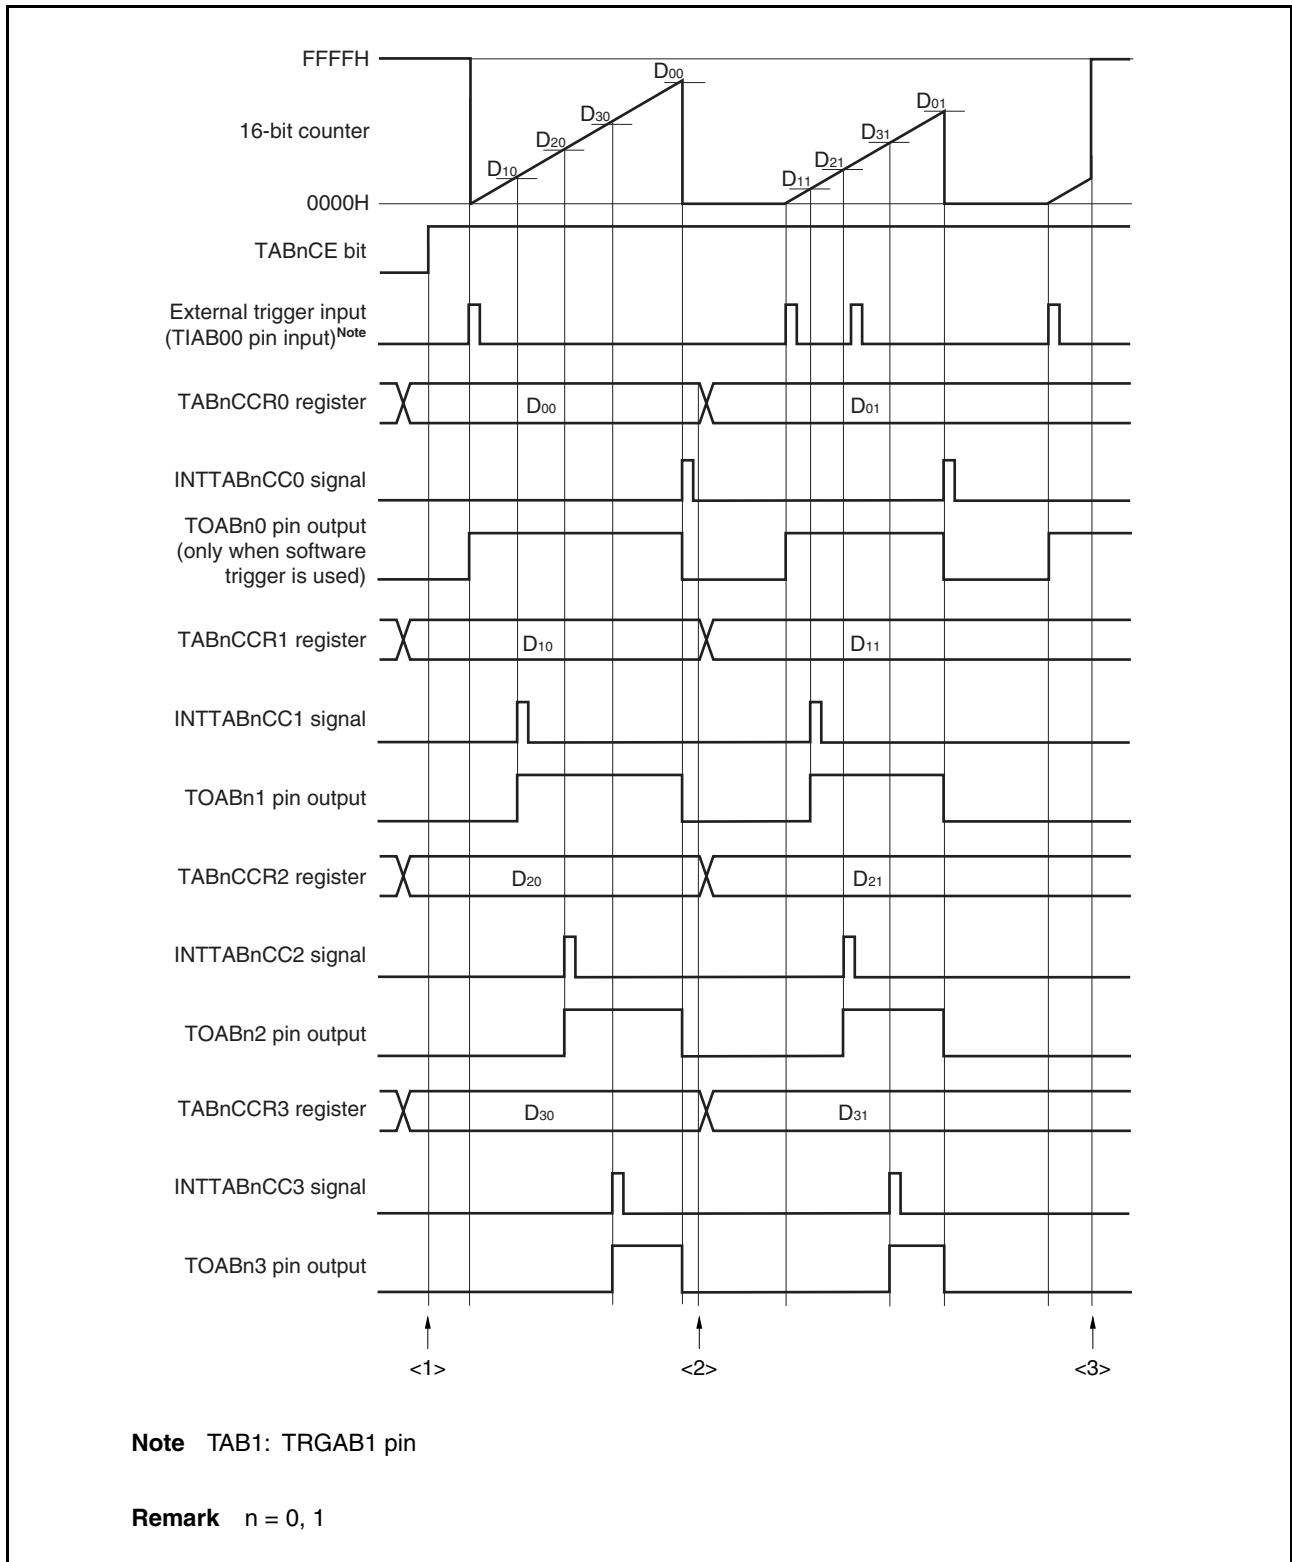 FFFFH
D00
D01
D30
D31
16-bit counter
D20
D21
D10
D11
0000H
TABnCE bit
External trigger input
(TIAB00 pin input)Note
TABnCCR0 register
D00
D01
INTTABnCC0 signal
TOABn0 pin output
(only when software
trigger is used)
TABnCCR1 register
D10
D11
INTTABnCC1 signal
TOABn1 pin output
TABnCCR2 register
D20
D21
INTTABnCC2 signal
TOABn2 pin output
TABnCCR3 register
D30
D31
INTTABnCC3 signal
TOABn3 pin output
<1>
<2>
<3>
Note TAB1: TRGAB1 pin
Remark n = 0, 1